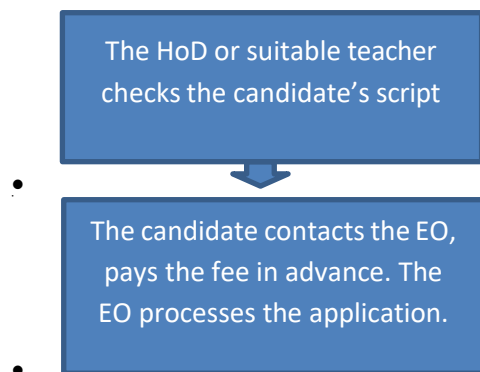 The HoD or suitable teacher
checks the candidate’s script
The candidate contacts the EO,
pays the fee in advance. The
EO processes the application.